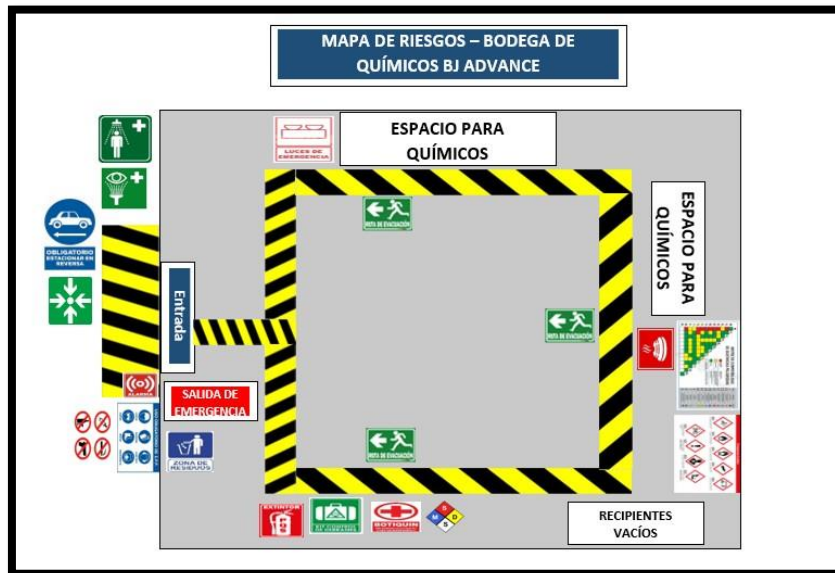 MAPA DE RIESGOS – BODEGA DE
QUÍMICOS BJ ADVANCE
LUCES DE
EMERGENCIA
ESPACIO PARA
QUÍMICOS
ESPACIO PARA
QUÍMICOS
OBLIGATORIO
ESTACIONAR EN
REVERSA
RUTA DE EVACUACIÓN
RUTA DE EVACUACIÓN
RUTA DE EVACUACIÓN
Entrada
ALARMA
SALIDA DE
EMERGENCIA
ZONA DE
RESIDUOS
EXTINTOR
BOTIQUIN
RECIPIENTES
VACÍOS